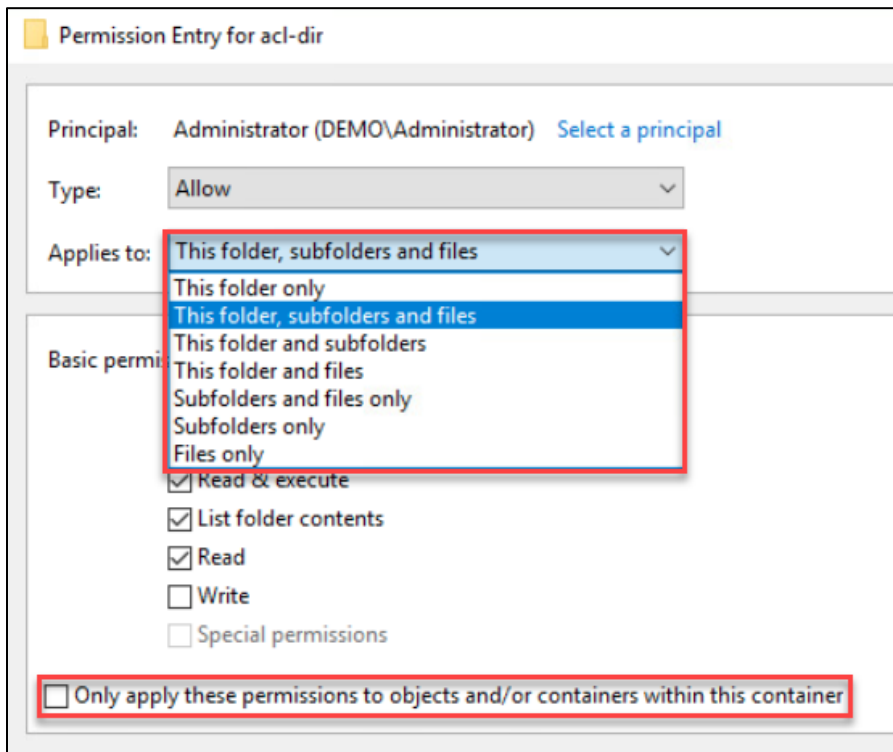 Permission Entry for acl-dir
Principal: Administrator (DEMO\Administrator) Select a principal
Type: Allow
Applies to: This folder, subfolders and files
This folder only
This folder, subfolders and files
This folder and subfolders
Basic permis
This folder and files
Subfolders and files only
Subfolders only
Files only
Read & execute
List folder contents
Read
Write
Special permissions
Only apply these permissions to objects and/or containers within this container